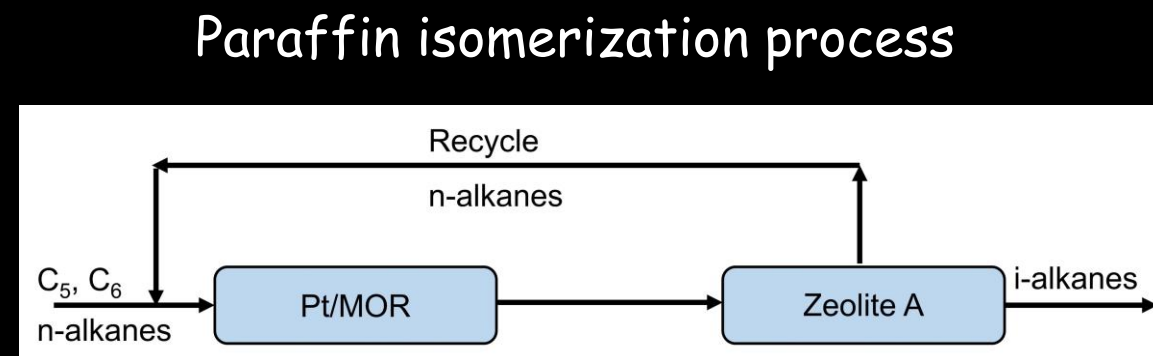 Paraffin isomerization process
Recycle
n-alkanes
C₅, C₆
n-alkanes
Pt/MOR
Zeolite A
i-alkanes